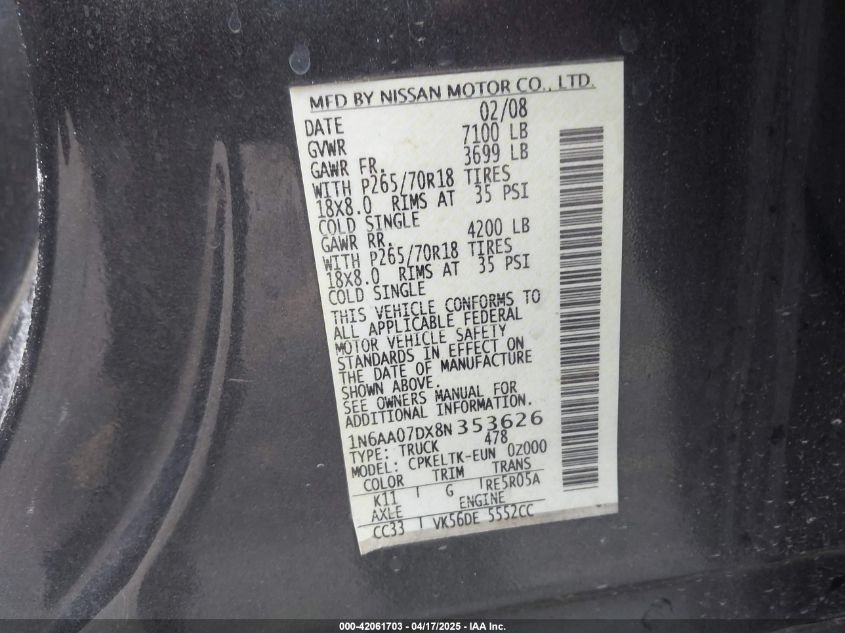 MFD BY NISSAN MOTOR CO., LTD.
DATE 02/08
GVWR 7100 LB
GAWR FR. 3699 LB
WITH P265/70R18 TIRES
18X8.0 RIMS AT 35 PSI
COLD SINGLE
GAWR RR. 4200 LB
WITH P265/70R18 TIRES
18X8.0 RIMS AT 35 PSI
COLD SINGLE
THIS VEHICLE CONFORMS TO
ALL APPLICABLE FEDERAL
MOTOR VEHICLE SAFETY
STANDARDS IN EFFECT ON
THE DATE OF MANUFACTURE
SHOWN ABOVE.
SEE OWNERS MANUAL FOR
ADDITIONAL INFORMATION.
1N6AA07DX8N353626
TYPE: TRUCK 478
MODEL: CPKELTK-EUN 0Z000
COLOR TRIM TRANS
K11 G RE5R05A
AXLE ENGINE
CC33 VK56DE 5552CC
000-42061703 | 04/17/2025 - IAA Inc.